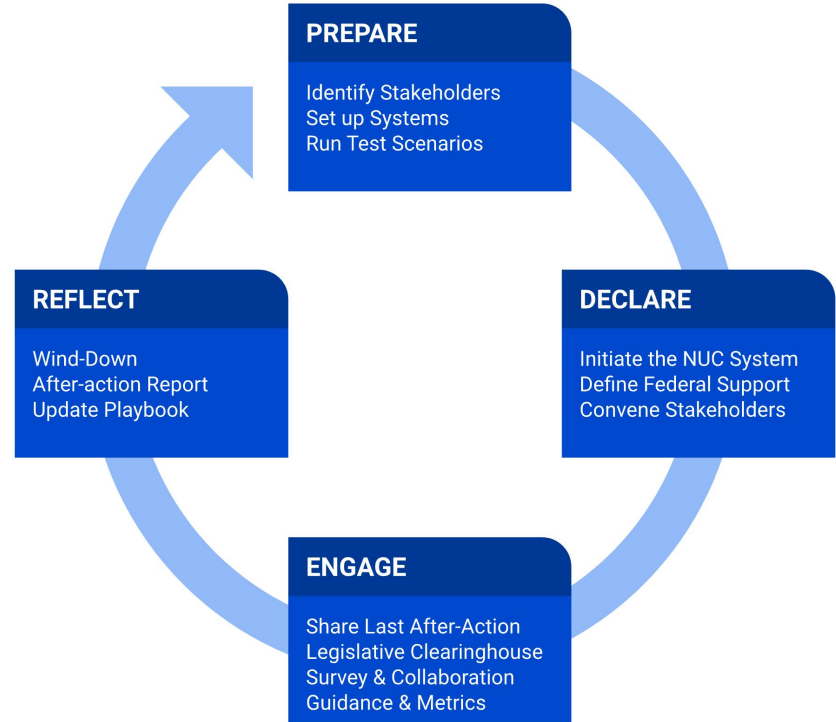 PREPARE
Identify Stakeholders
Set up Systems
Run Test Scenarios
DECLARE
Initiate the NUC System
Define Federal Support
Convene Stakeholders
ENGAGE
Share Last After-Action
Legislative Clearinghouse
Survey & Collaboration
Guidance & Metrics
REFLECT
Wind-Down
After-action Report
Update Playbook